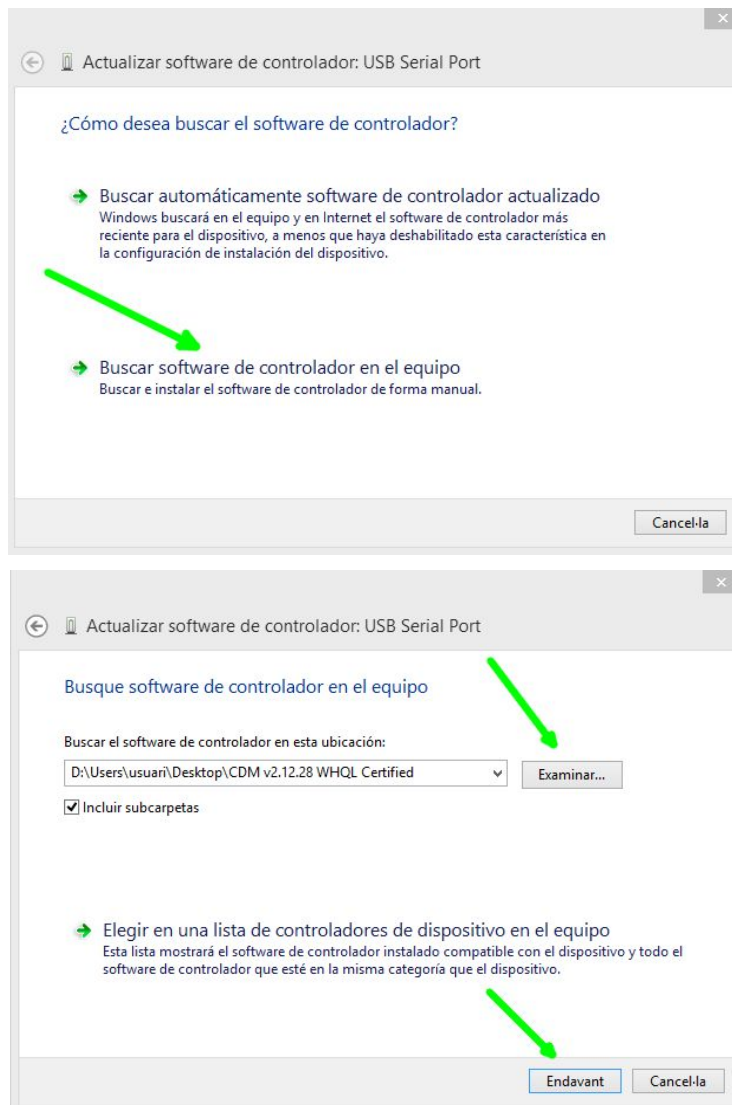 Actualizar software de controlador: USB Serial Port
¿Cómo desea buscar el software de controlador?
Buscar automáticamente software de controlador actualizado
Windows buscará en el equipo y en Internet el software de controlador más
reciente para el dispositivo, a menos que haya deshabilitado esta característica en
la configuración de instalación del dispositivo.
Buscar software de controlador en el equipo
Buscar e instalar el software de controlador de forma manual.
Cancel·la
Actualizar software de controlador: USB Serial Port
Busque software de controlador en el equipo
Buscar el software de controlador en esta ubicación:
D:\Users\usuari\Desktop\CDM v2.12.28 WHQL Certified
Examinar...
Incluir subcarpetas
Elegir en una lista de controladores de dispositivo en el equipo
Esta lista mostrará el software de controlador instalado compatible con el dispositivo y todo el
software de controlador que esté en la misma categoría que el dispositivo.
Endavant
Cancel·la